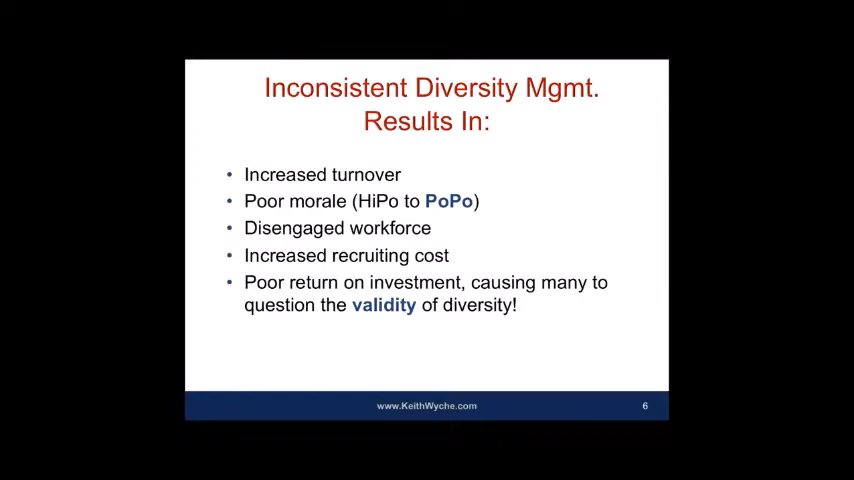 Inconsistent Diversity Mgmt.
Results In:
• Increased turnover
• Poor morale (HiPo to PoPo)
• Disengaged workforce
• Increased recruiting cost
• Poor return on investment, causing many to
question the validity of diversity!
www.KeithWyche.com
6